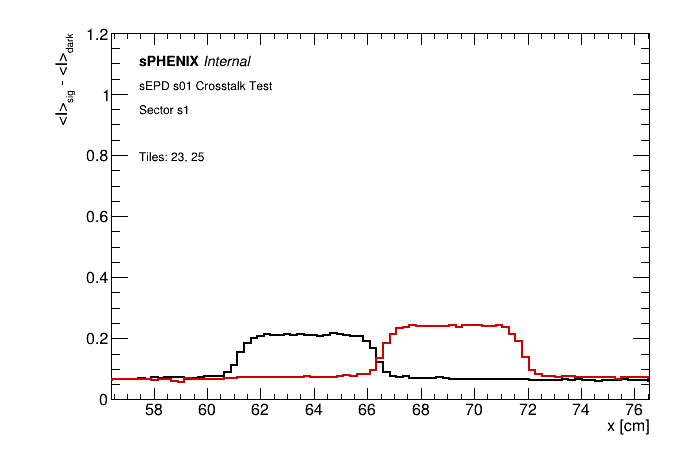 <I>sig - <I>dark
1.2
1
0.8
0.6
0.4
0.2
0
sPHENIX Internal
sEPD s01 Crosstalk Test
Sector s1
Tiles: 23, 25
58 60 62 64 66 68 70 72 74 76
x [cm]